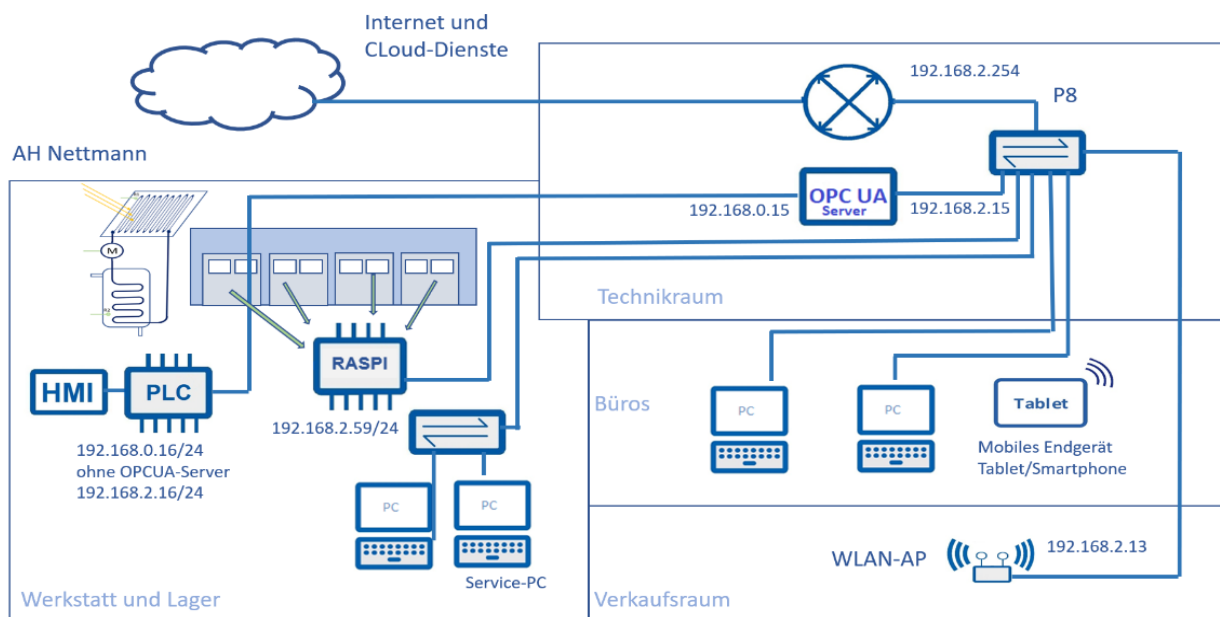 Internet und
CLoud-Dienste
192.168.2.254
P8
AH Nettmann
OPC UA
Server
192.168.0.15
192.168.2.15
M
Technikraum
RASPI
HMI
PLC
192.168.2.59/24
192.168.0.16/24
ohne OPCUA-Server
192.168.2.16/24
PC
PC
Service-PC
Werkstatt und Lager
PC
PC
Tablet
Büros
Mobiles Endgerät
Tablet/Smartphone
WLAN-AP
192.168.2.13
Verkaufsraum